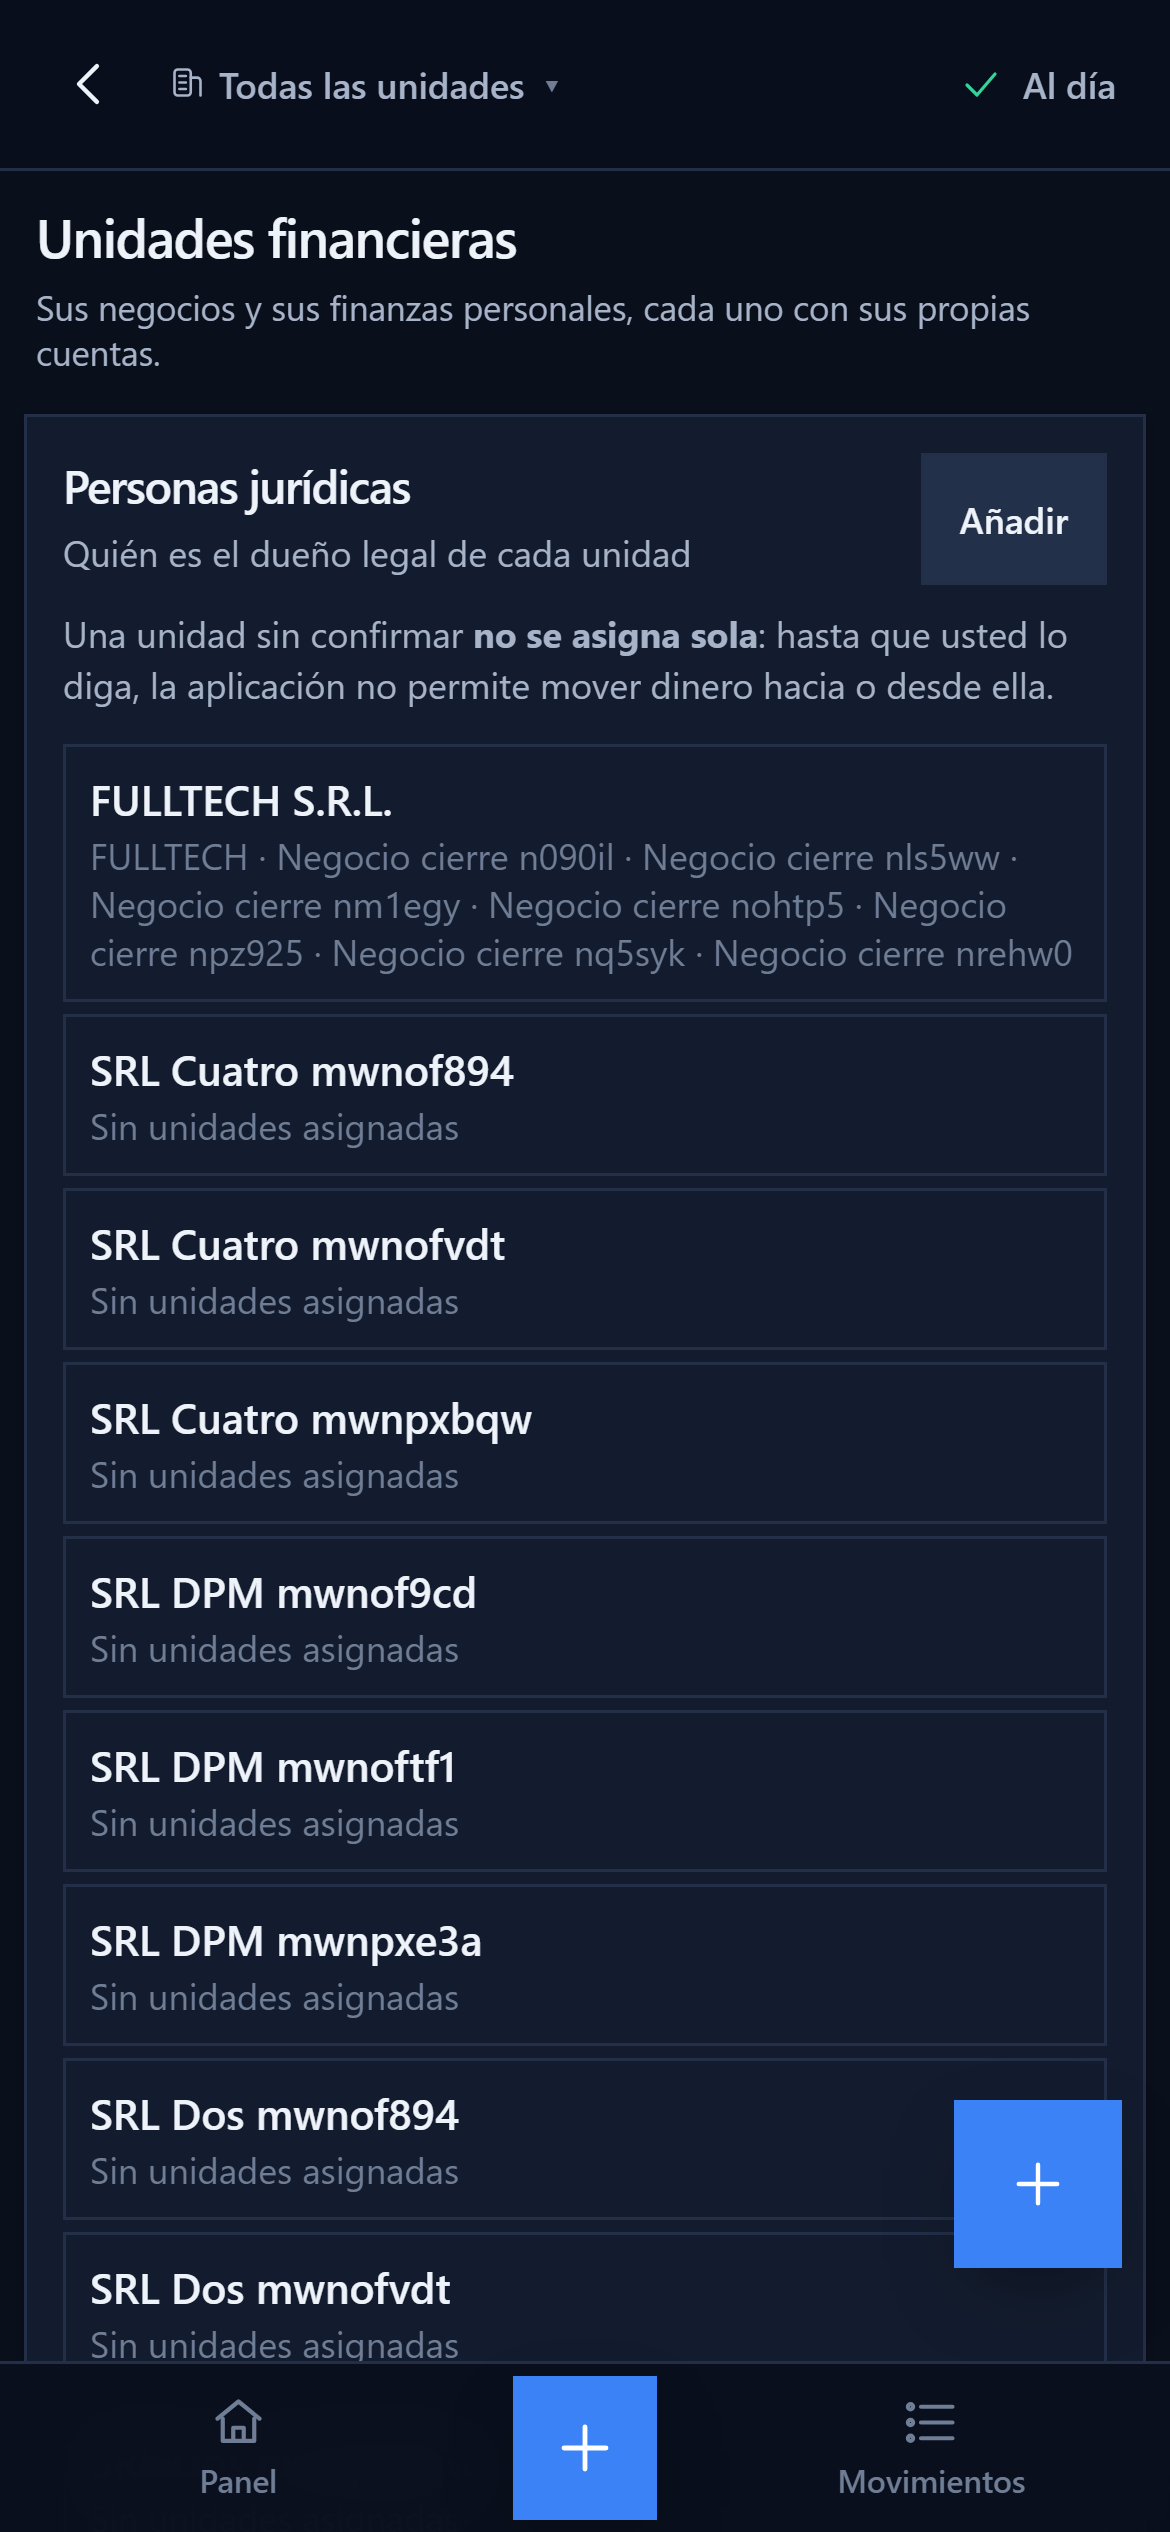 Todas las unidades ▼
Al día
Unidades financieras
Sus negocios y sus finanzas personales, cada uno con sus propias
cuentas.
Personas jurídicas
Añadir
Quién es el dueño legal de cada unidad
Una unidad sin confirmar no se asigna sola: hasta que usted lo
diga, la aplicación no permite mover dinero hacia o desde ella.
FULLTECH S.R.L.
FULLTECH · Negocio cierre n090il · Negocio cierre nls5ww ·
Negocio cierre nm1egy · Negocio cierre nohtp5 · Negocio
cierre npz925 · Negocio cierre nq5syk · Negocio cierre nrehw0
SRL Cuatro mwnof894
Sin unidades asignadas
SRL Cuatro mwnofvdt
Sin unidades asignadas
SRL Cuatro mwnpxbqw
Sin unidades asignadas
SRL DPM mwnof9cd
Sin unidades asignadas
SRL DPM mwnoftf1
Sin unidades asignadas
SRL DPM mwnpxe3a
Sin unidades asignadas
SRL Dos mwnof894
Sin unidades asignadas
SRL Dos mwnofvdt
Sin unidades asignadas
Panel
Movimientos